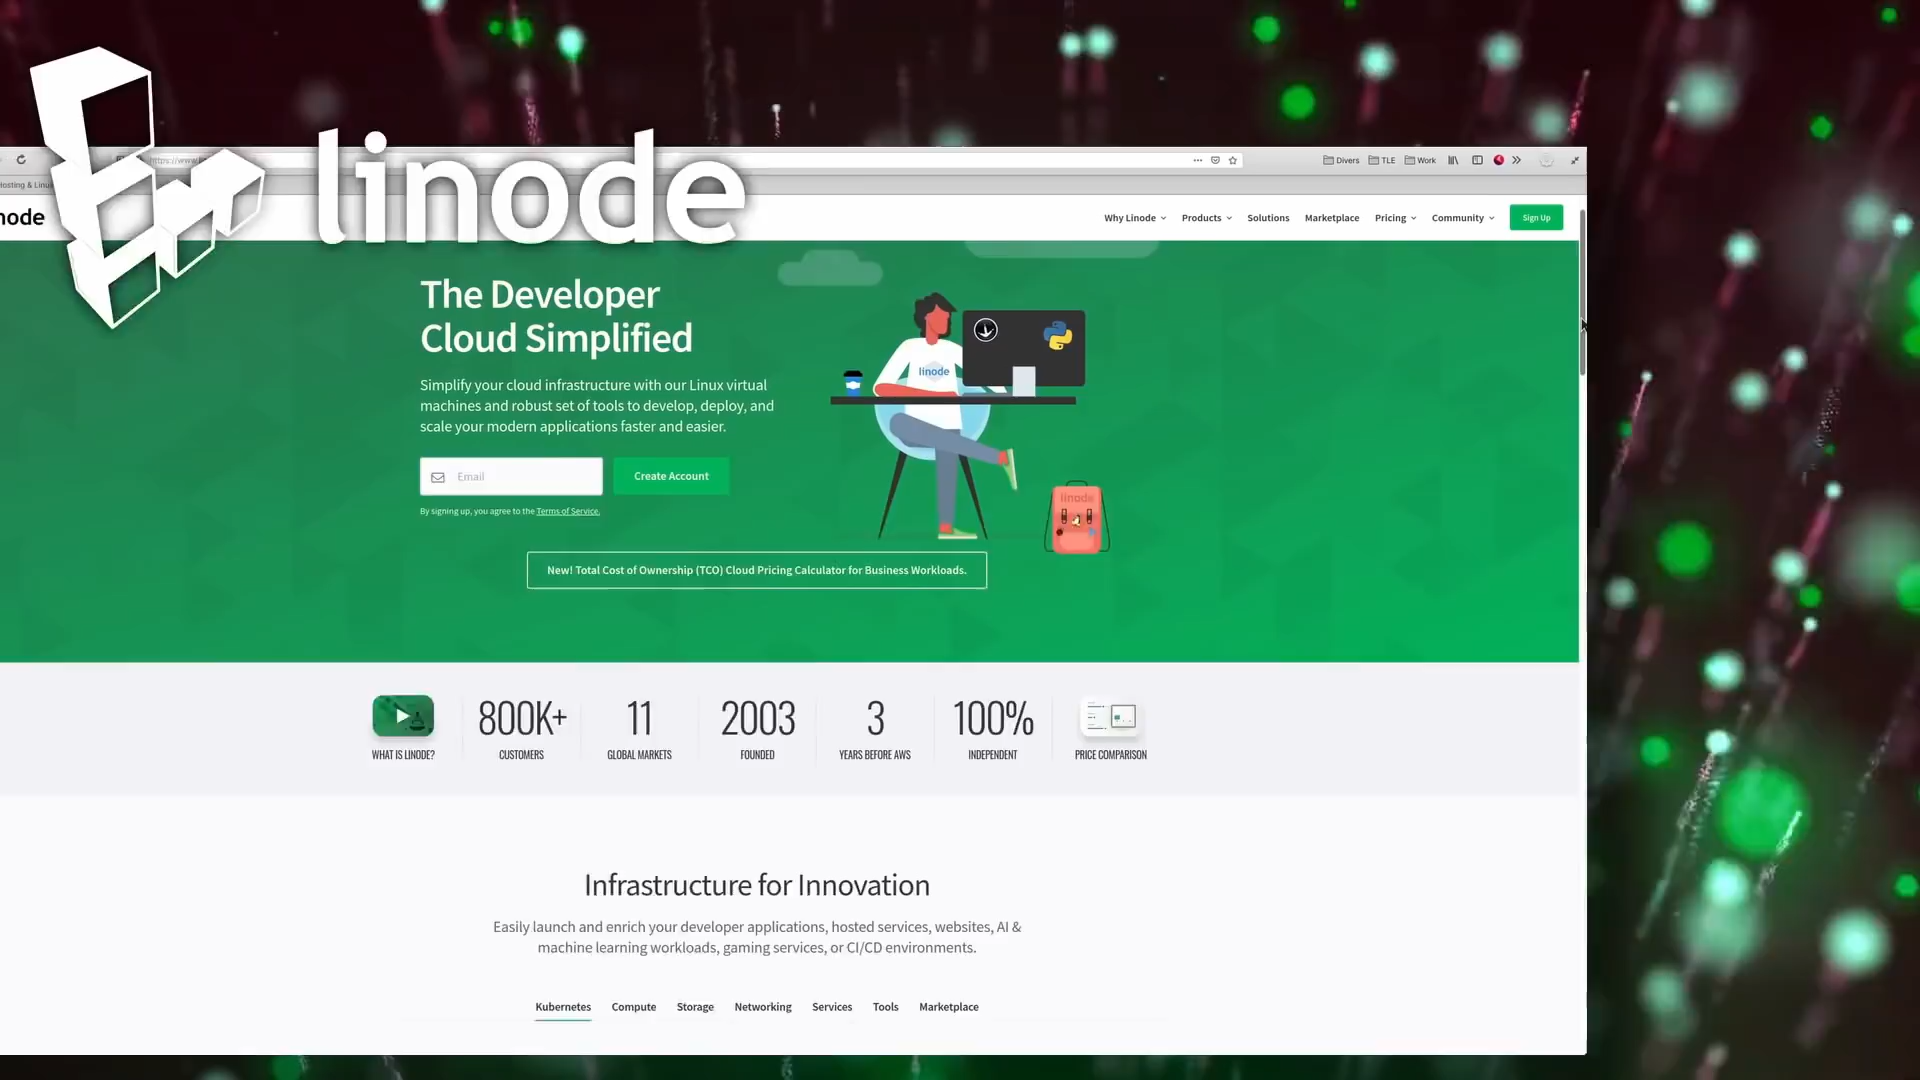 linode
https://www.
Divers
TLE
Work
Hosting & Linu
node
Why Linode
Products
Solutions
Marketplace
Pricing
Community
Sign Up
The Developer
Cloud Simplified
Simplify your cloud infrastructure with our Linux virtual
machines and robust set of tools to develop, deploy, and
scale your modern applications faster and easier.
Email
Create Account
By signing up, you agree to the Terms of Service.
linode
linode
New! Total Cost of Ownership (TCO) Cloud Pricing Calculator for Business Workloads.
800K+
11
2003
3
100%
WHAT IS LINODE?
CUSTOMERS
GLOBAL MARKETS
FOUNDED
YEARS BEFORE AWS
INDEPENDENT
PRICE COMPARISON
Infrastructure for Innovation
Easily launch and enrich your developer applications, hosted services, websites, AI &
machine learning workloads, gaming services, or CI/CD environments.
Kubernetes
Compute
Storage
Networking
Services
Tools
Marketplace